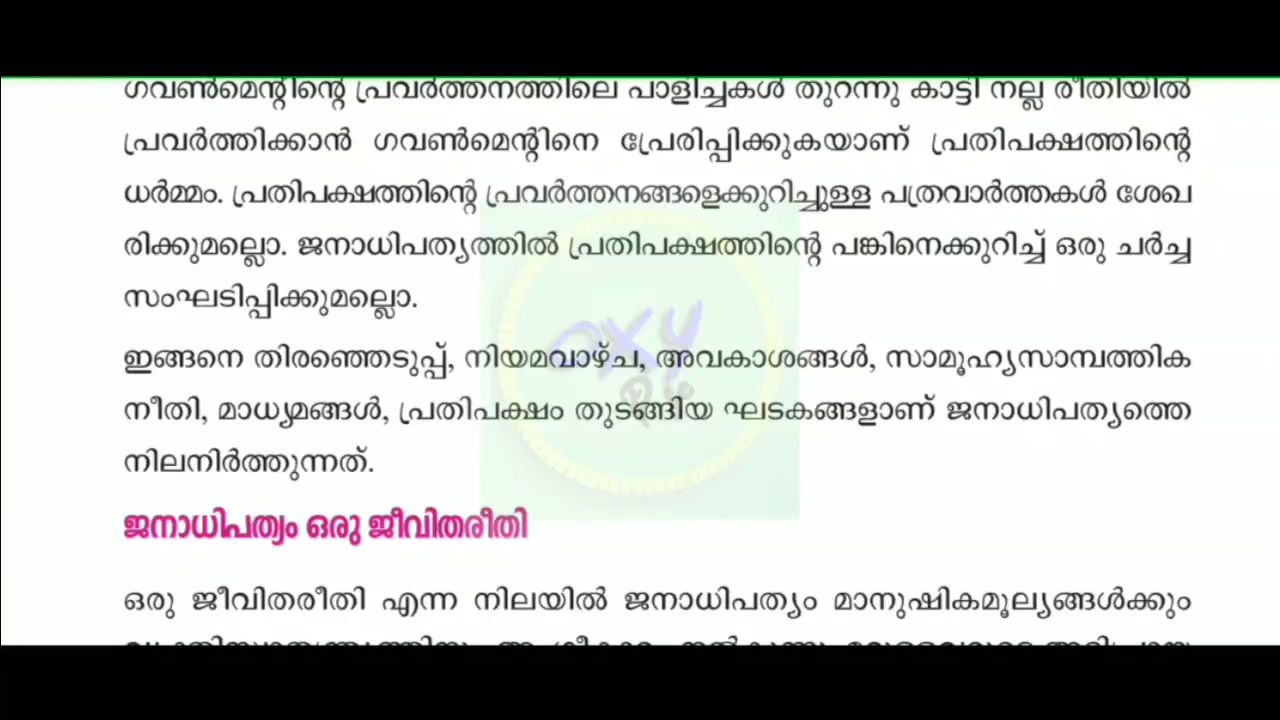 ഗവൺമെന്റിന്റെ പ്രവർത്തനത്തിലെ പാളിച്ചകൾ തുറന്നു കാട്ടി നല്ല രീതിയിൽ
പ്രവർത്തിക്കാൻ ഗവൺമെന്റിനെ പ്രേരിപ്പിക്കുകയാണ് പ്രതിപക്ഷത്തിന്റെ
ധർമ്മം. പ്രതിപക്ഷത്തിന്റെ പ്രവർത്തനങ്ങളെക്കുറിച്ചുള്ള പത്രവാർത്തകൾ ശേഖ
രിക്കുമല്ലൊ. ജനാധിപത്യത്തിൽ പ്രതിപക്ഷത്തിന്റെ പങ്കിനെക്കുറിച്ച് ഒരു ചർച്ച
സംഘടിപ്പിക്കുമല്ലൊ.
ഇങ്ങനെ തിരഞ്ഞെടുപ്പ്, നിയമവാഴ്ച, അവകാശങ്ങൾ, സാമൂഹ്യസാമ്പത്തിക
നീതി, മാധ്യമങ്ങൾ, പ്രതിപക്ഷം തുടങ്ങിയ ഘടകങ്ങളാണ് ജനാധിപത്യത്തെ
നിലനിർത്തുന്നത്.
ജനാധിപത്യം ഒരു ജീവിതരീതി
ഒരു ജീവിതരീതി എന്ന നിലയിൽ ജനാധിപത്യം മാനുഷികമൂല്യങ്ങൾക്കും
oxy